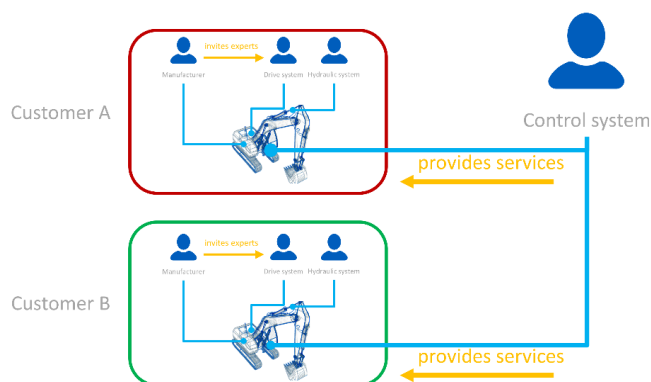 Invites experts
Manufacturer
Drive system
Hydraulic system
Customer A
Control system
provides services
Invites experts
Manufacturer
Drive system
Hydraulic system
Customer B
provides services